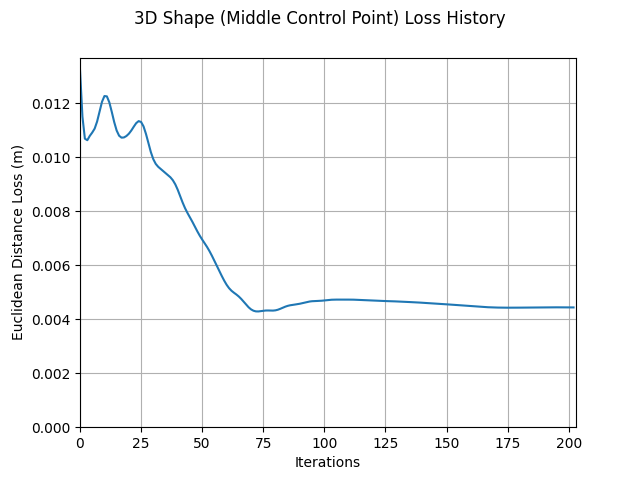 3D Shape (Middle Control Point) Loss History
Euclidean Distance Loss (m)
0.012
0.010
0.008
0.006
0.004
0.002
0.000
0 25 50 75 100 125 150 175 200
Iterations